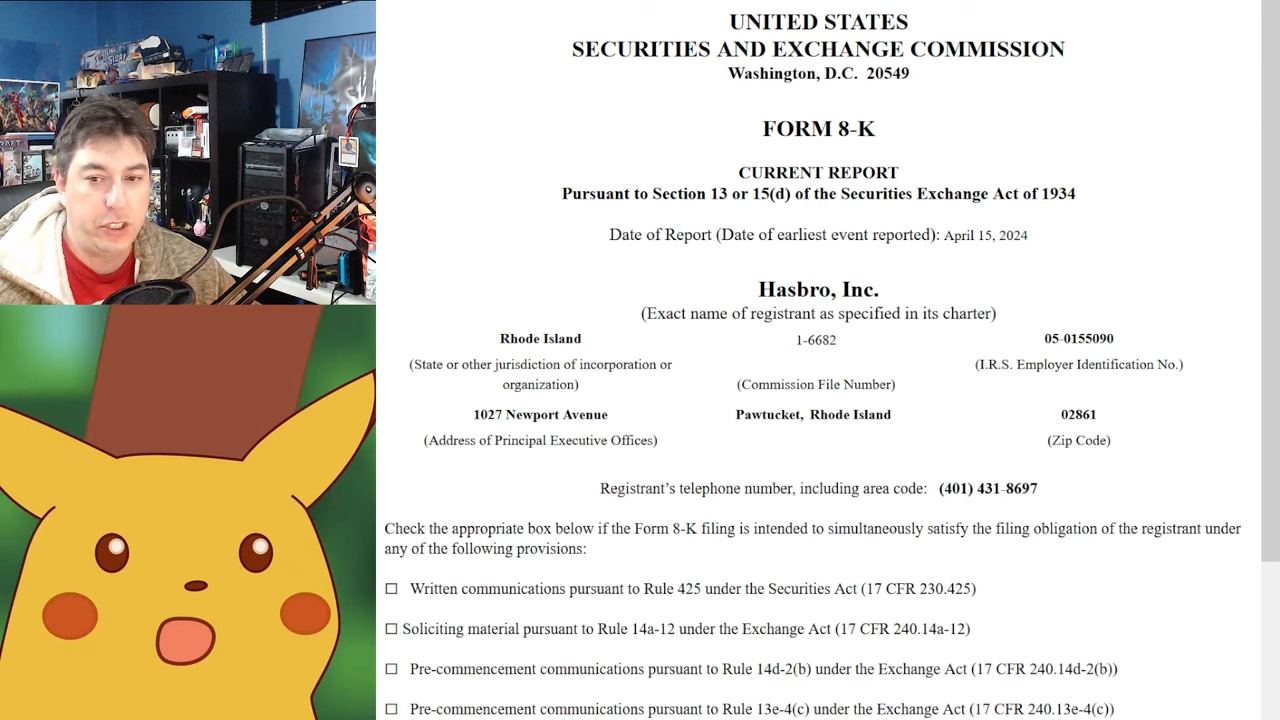 UNITED STATES
SECURITIES AND EXCHANGE COMMISSION
Washington, D.C. 20549
FORM 8-K
CURRENT REPORT
Pursuant to Section 13 or 15(d) of the Securities Exchange Act of 1934
Date of Report (Date of earliest event reported): April 15, 2024
Hasbro, Inc.
(Exact name of registrant as specified in its charter)
Rhode Island 1-6682 05-0155090
(State or other jurisdiction of incorporation or
organization) (Commission File Number) (I.R.S. Employer Identification No.)
1027 Newport Avenue Pawtucket, Rhode Island 02861
(Address of Principal Executive Offices) (Zip Code)
Registrant's telephone number, including area code: (401) 431-8697
Check the appropriate box below if the Form 8-K filing is intended to simultaneously satisfy the filing obligation of the registrant under
any of the following provisions:
☐ Written communications pursuant to Rule 425 under the Securities Act (17 CFR 230.425)
☐ Soliciting material pursuant to Rule 14a-12 under the Exchange Act (17 CFR 240.14a-12)
☐ Pre-commencement communications pursuant to Rule 14d-2(b) under the Exchange Act (17 CFR 240.14d-2(b))
☐ Pre-commencement communications pursuant to Rule 13e-4(c) under the Exchange Act (17 CFR 240.13e-4(c))